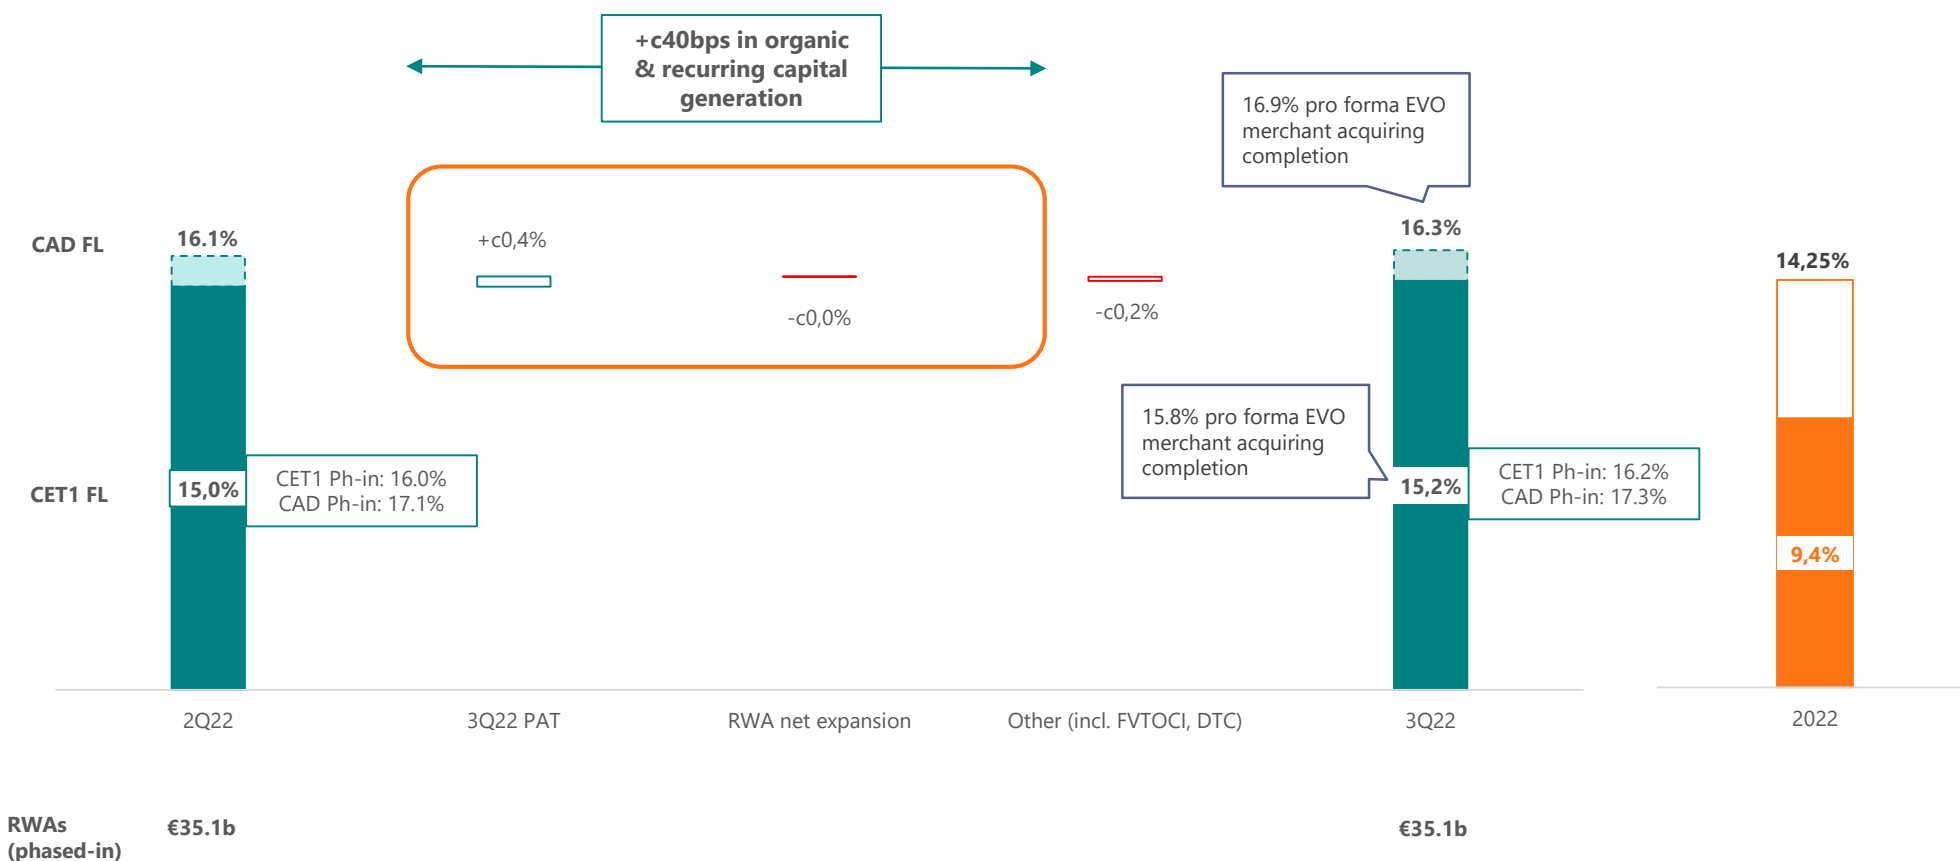 +c40bps in organic
& recurring capital
generation
16.9% pro forma EVO
merchant acquiring
completion
CAD FL
16.1%
+c0,4%
-c0,0%
-c0,2%
16.3%
14,25%
15.8% pro forma EVO
merchant acquiring
completion
CET1 FL
15,0%
CET1 Ph-in: 16.0%
CAD Ph-in: 17.1%
15,2%
CET1 Ph-in: 16.2%
CAD Ph-in: 17.3%
9,4%
2Q22
3Q22 PAT
RWA net expansion
Other (incl. FVTOCI, DTC)
3Q22
2022
RWAs
(phased-in)
€35.1b
€35.1b